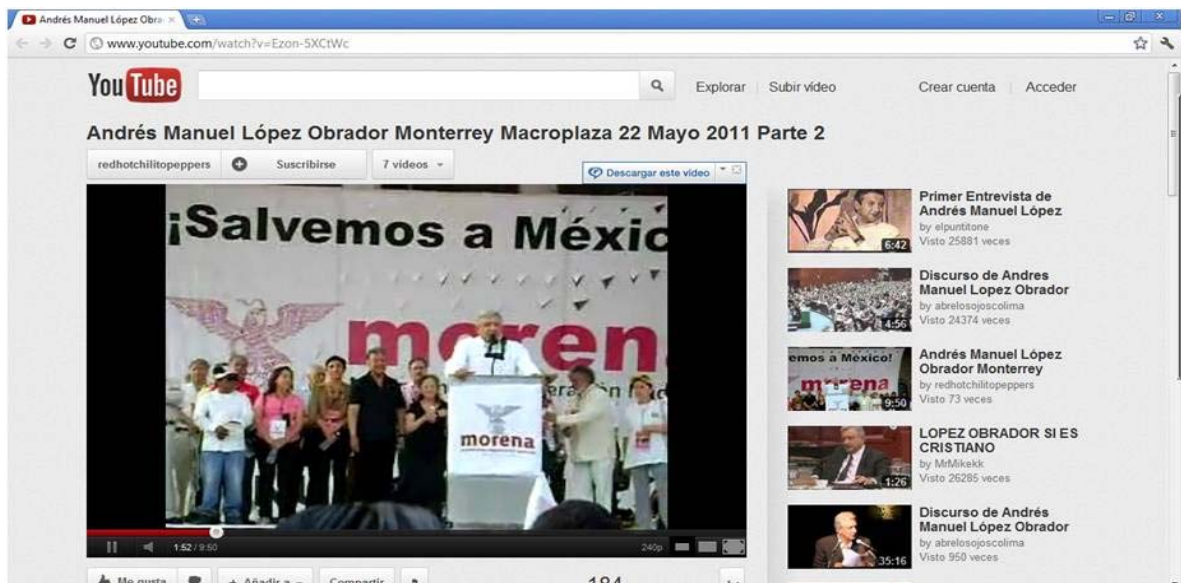 Andrés Manuel López Obra
www.youtube.com/watch?v=Ezon-5XCtWc
YouTube
Explorar
Subir vídeo
Crear cuenta
Acceder
Andrés Manuel López Obrador Monterrey Macroplaza 22 Mayo 2011 Parte 2
redhotchilitopeppers
Suscribirse
7 vídeos
Descargar este vídeo
¡Salvemos a Méxic
moren
morena
1:52 / 9:50
240p
Me gusta
Añadir a
Compartir
184
6:42
Primer Entrevista de
Andrés Manuel López
by elpuntitone
Visto 25881 veces
4:56
Discurso de Andres
Manuel Lopez Obrador
by abrelosojoscolima
Visto 24374 veces
emos a México!
morena
9:50
Andrés Manuel López
Obrador Monterrey
by redhotchilitopeppers
Visto 73 veces
1:26
LOPEZ OBRADOR SI ES
CRISTIANO
by MrMikekk
Visto 26285 veces
35:16
Discurso de Andrés
Manuel López Obrador
by abrelosojoscolima
Visto 950 veces